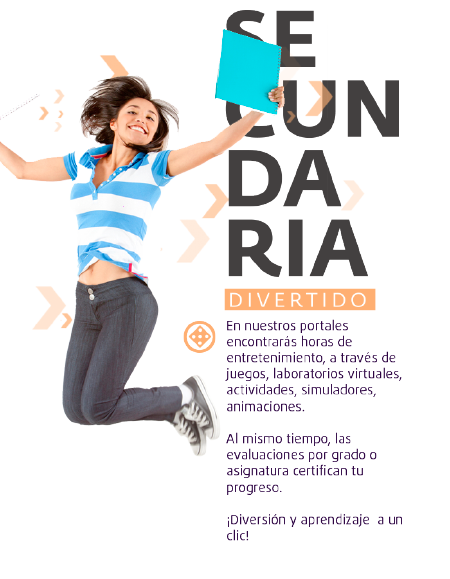 SE
CUN
DA
RIA
DIVERTIDO
En nuestros portales
encontrarás horas de
entretenimiento, a través de
juegos, laboratorios virtuales,
actividades, simuladores,
animaciones.
Al mismo tiempo, las
evaluaciones por grado o
asignatura certifican tu
progreso.
¡Diversión y aprendizaje a un
clic!